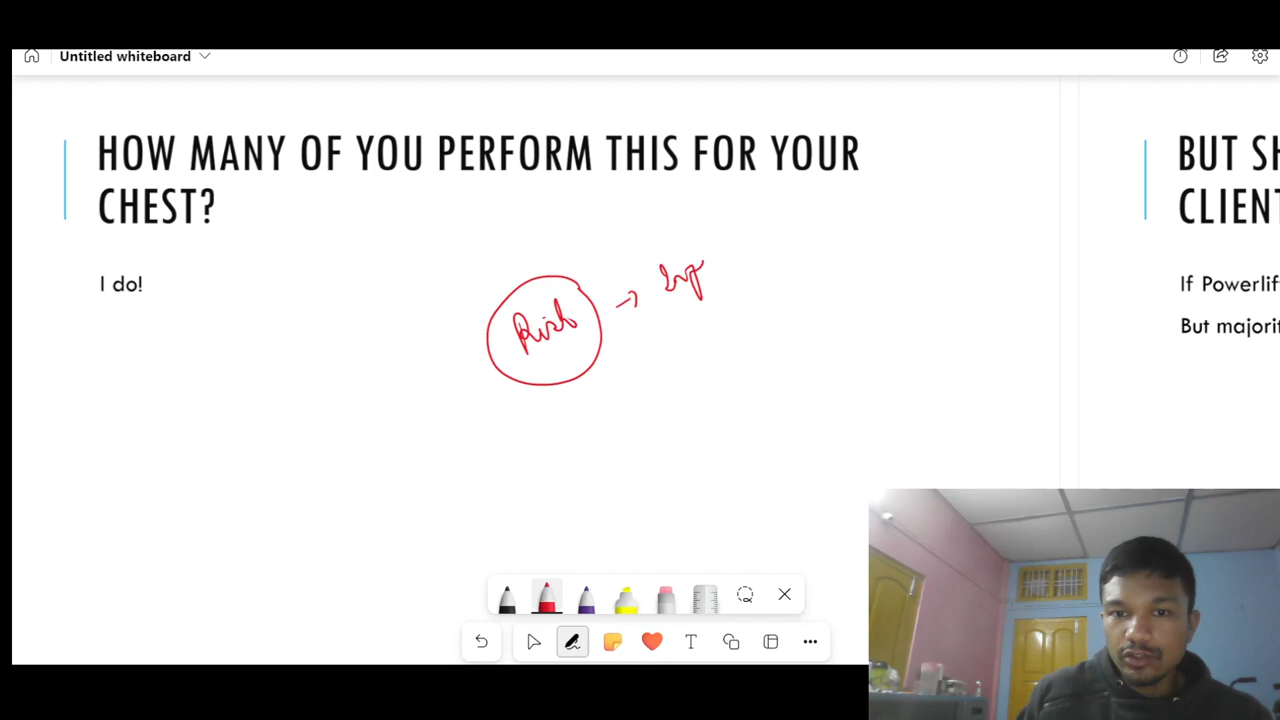 Untitled whiteboard
HOW MANY OF YOU PERFORM THIS FOR YOUR
CHEST?
I do!
Risk →
BUT SH
CLIENT
If Powerlif
But majorit
T